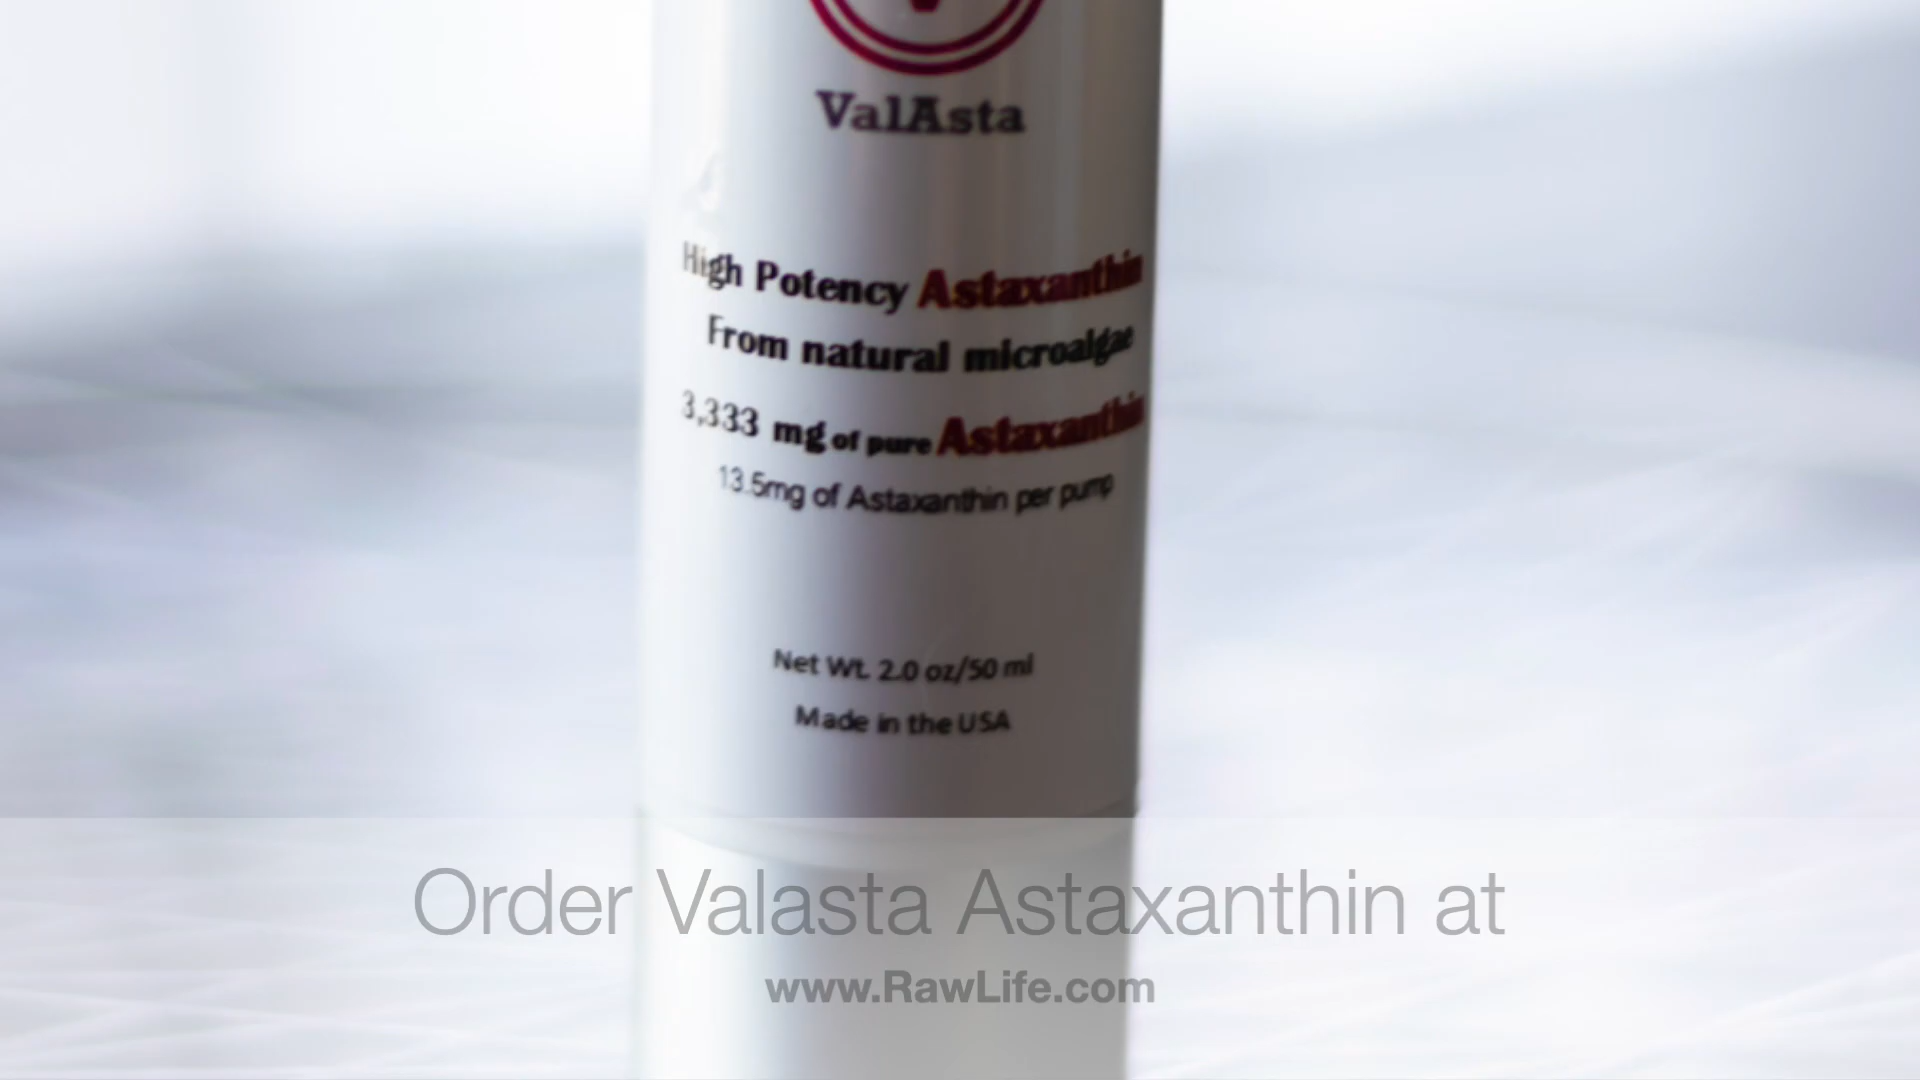 ValAsta
High Potency Astaxanthin
From natural microalgae
3,333 mg of pure Astaxanthin
13.5mg of Astaxanthin per pump
Net Wt. 2.0 oz/50 ml
Made in the USA
Order Valasta Astaxanthin at
www.RawLife.com